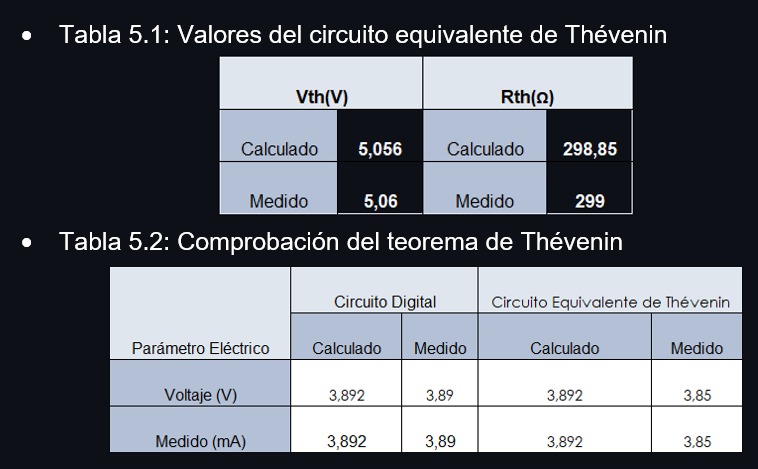 • Tabla 5.1: Valores del circuito equivalente de Thévenin
Vth(V) Rth(Ω)
Calculado 5,056 Calculado 298,85
Medido 5,06 Medido 299
• Tabla 5.2: Comprobación del teorema de Thévenin
Circuito Digital Circuito Equivalente de Thévenin
Parámetro Eléctrico Calculado Medido Calculado Medido
Voltaje (V) 3,892 3,89 3,892 3,85
Medido (mA) 3,892 3,89 3,892 3,85